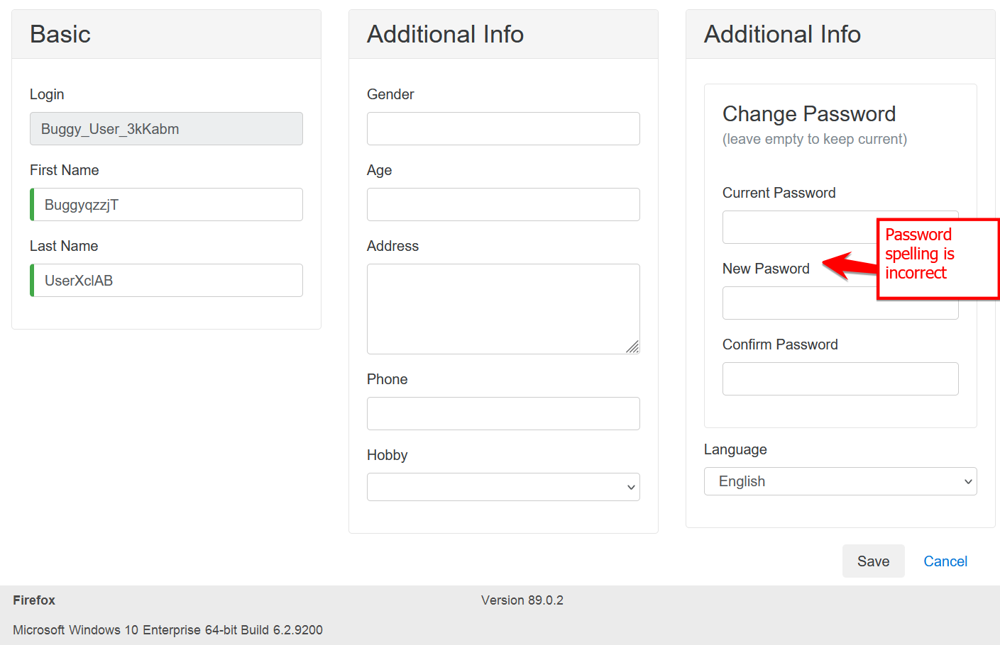 Basic
Login
Buggy_User_3kKabm
First Name
BuggyqzzjT
Last Name
UserXclAB
Additional Info
Gender
Age
Address
Phone
Hobby
Additional Info
Change Password
(leave empty to keep current)
Current Password
New Pasword
Password
spelling is
incorrect
Confirm Password
Language
English
Save
Cancel
Firefox
Version 89.0.2
Microsoft Windows 10 Enterprise 64-bit Build 6.2.9200